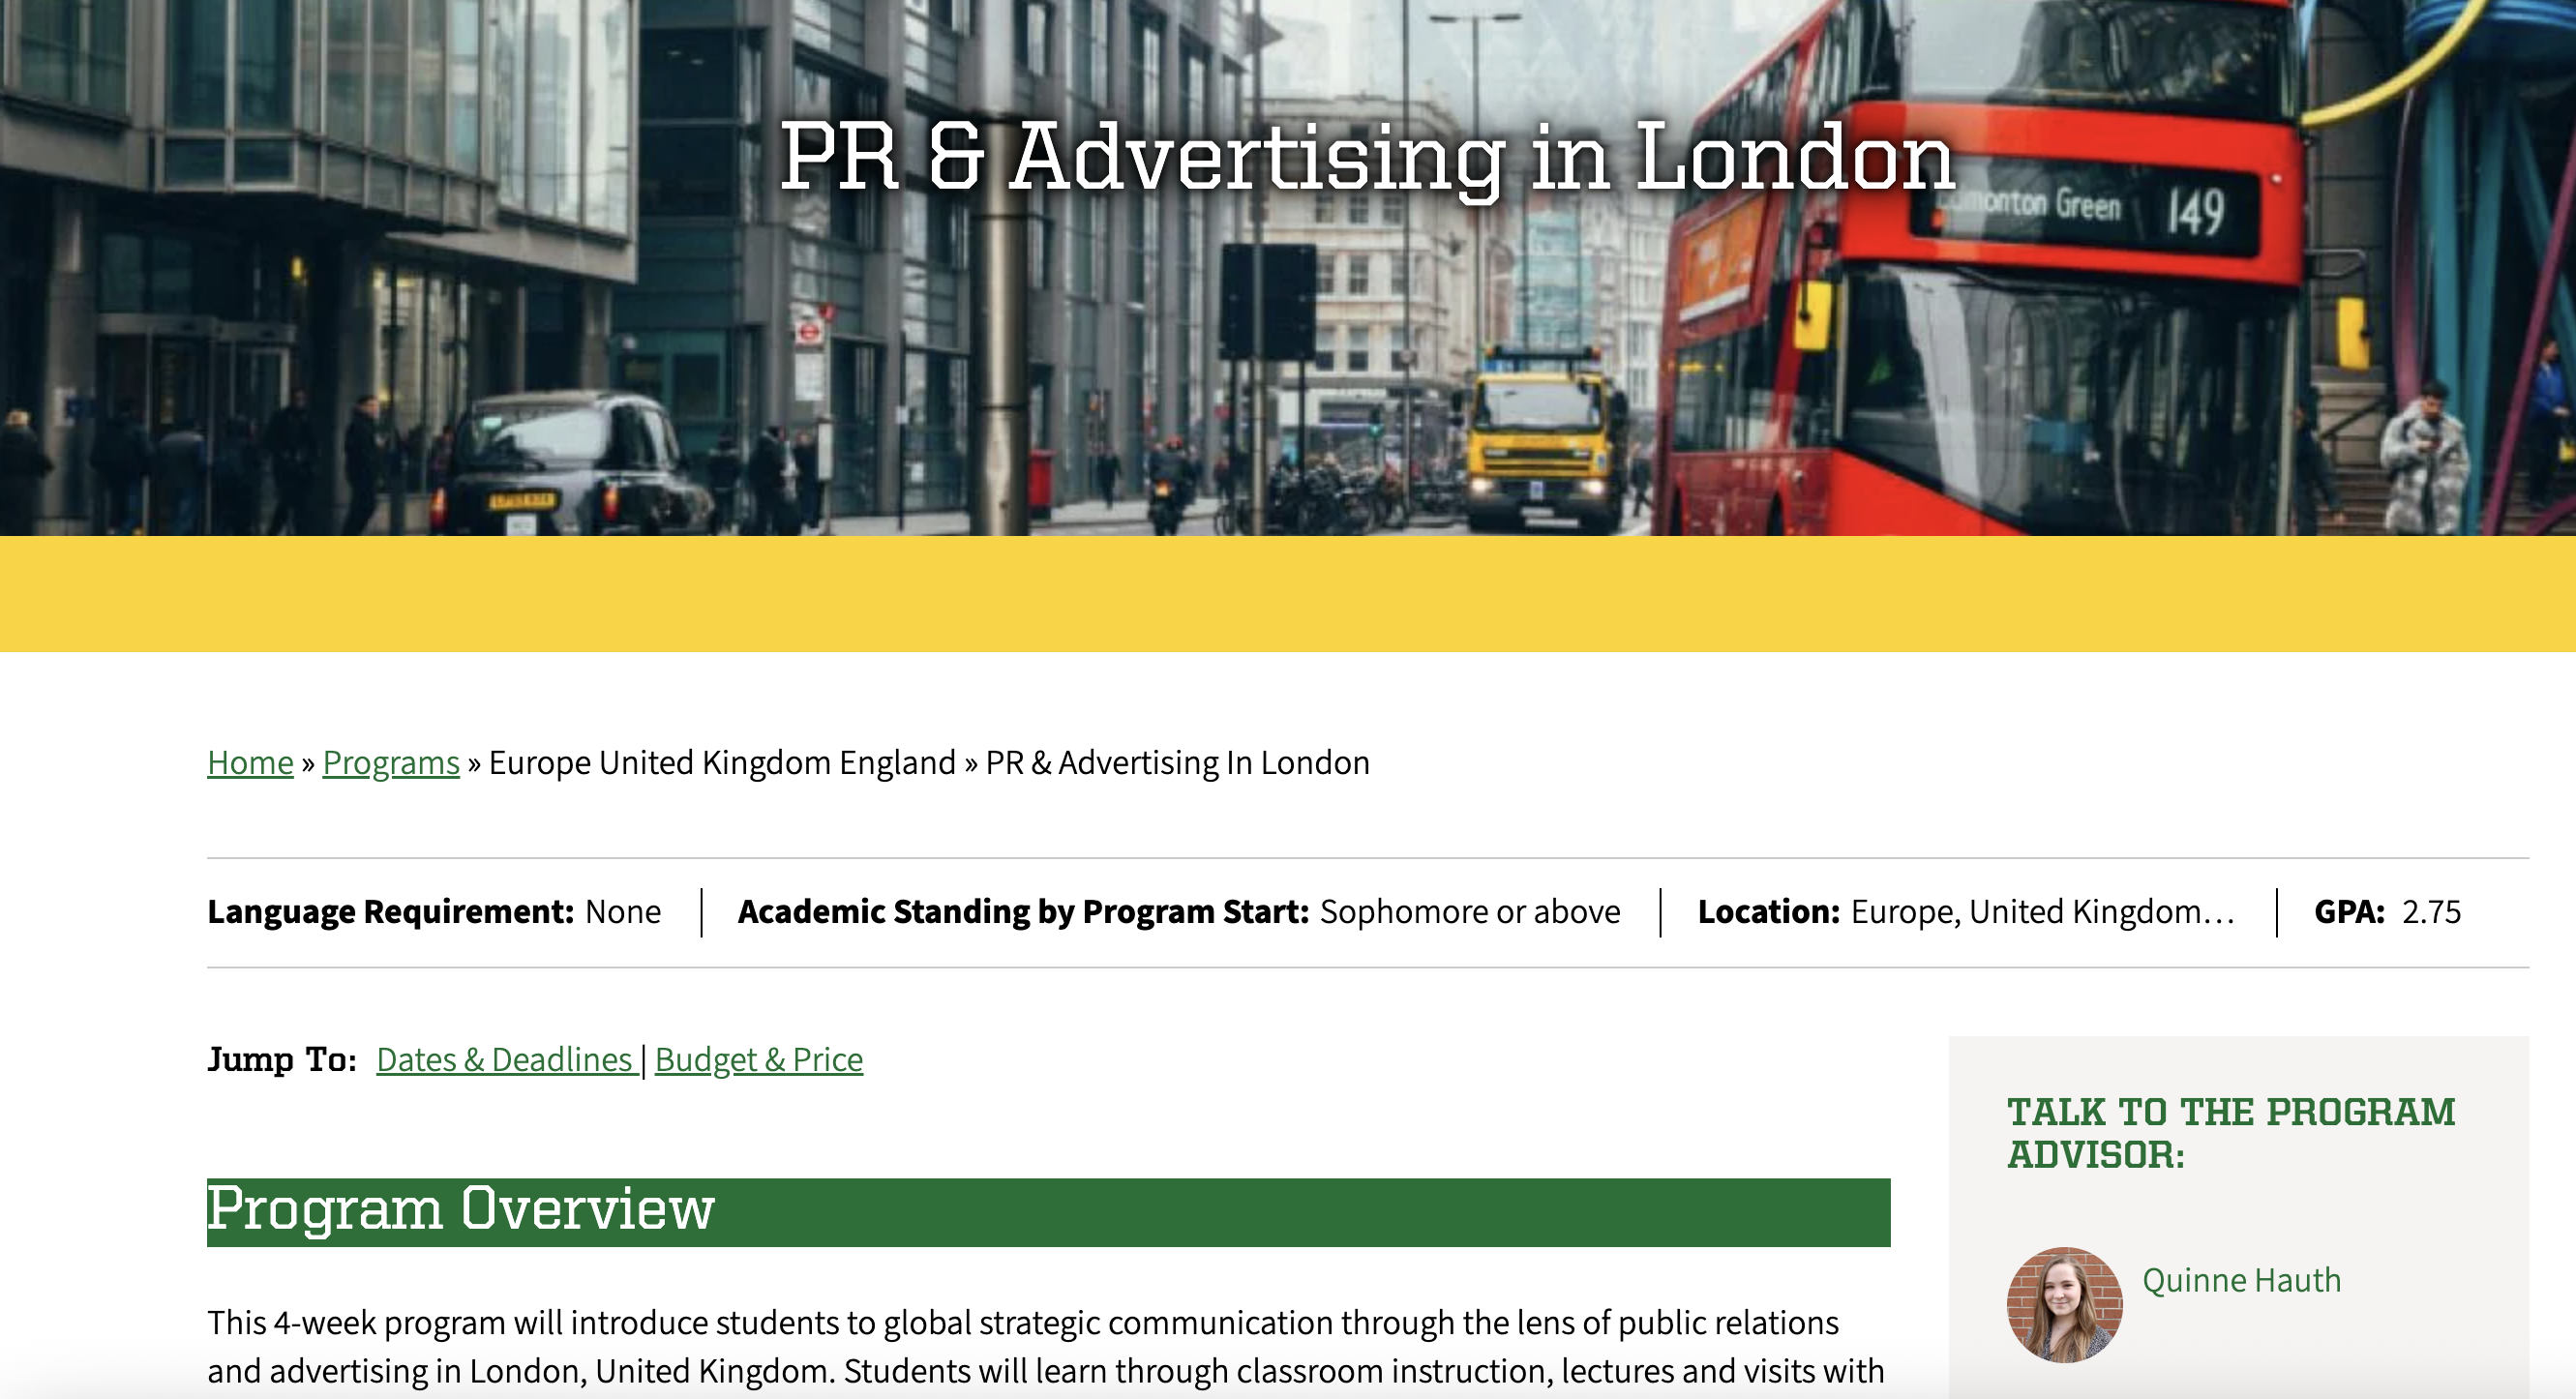 PR & Advertising in London
monton Green 149
Home » Programs » Europe United Kingdom England » PR & Advertising In London
Language Requirement: None | Academic Standing by Program Start: Sophomore or above | Location: Europe, United Kingdom... | GPA: 2.75
Jump To: Dates & Deadlines | Budget & Price
TALK TO THE PROGRAM
ADVISOR:
Program Overview
Quinne Hauth
This 4-week program will introduce students to global strategic communication through the lens of public relations
and advertising in London, United Kingdom. Students will learn through classroom instruction, lectures and visits with